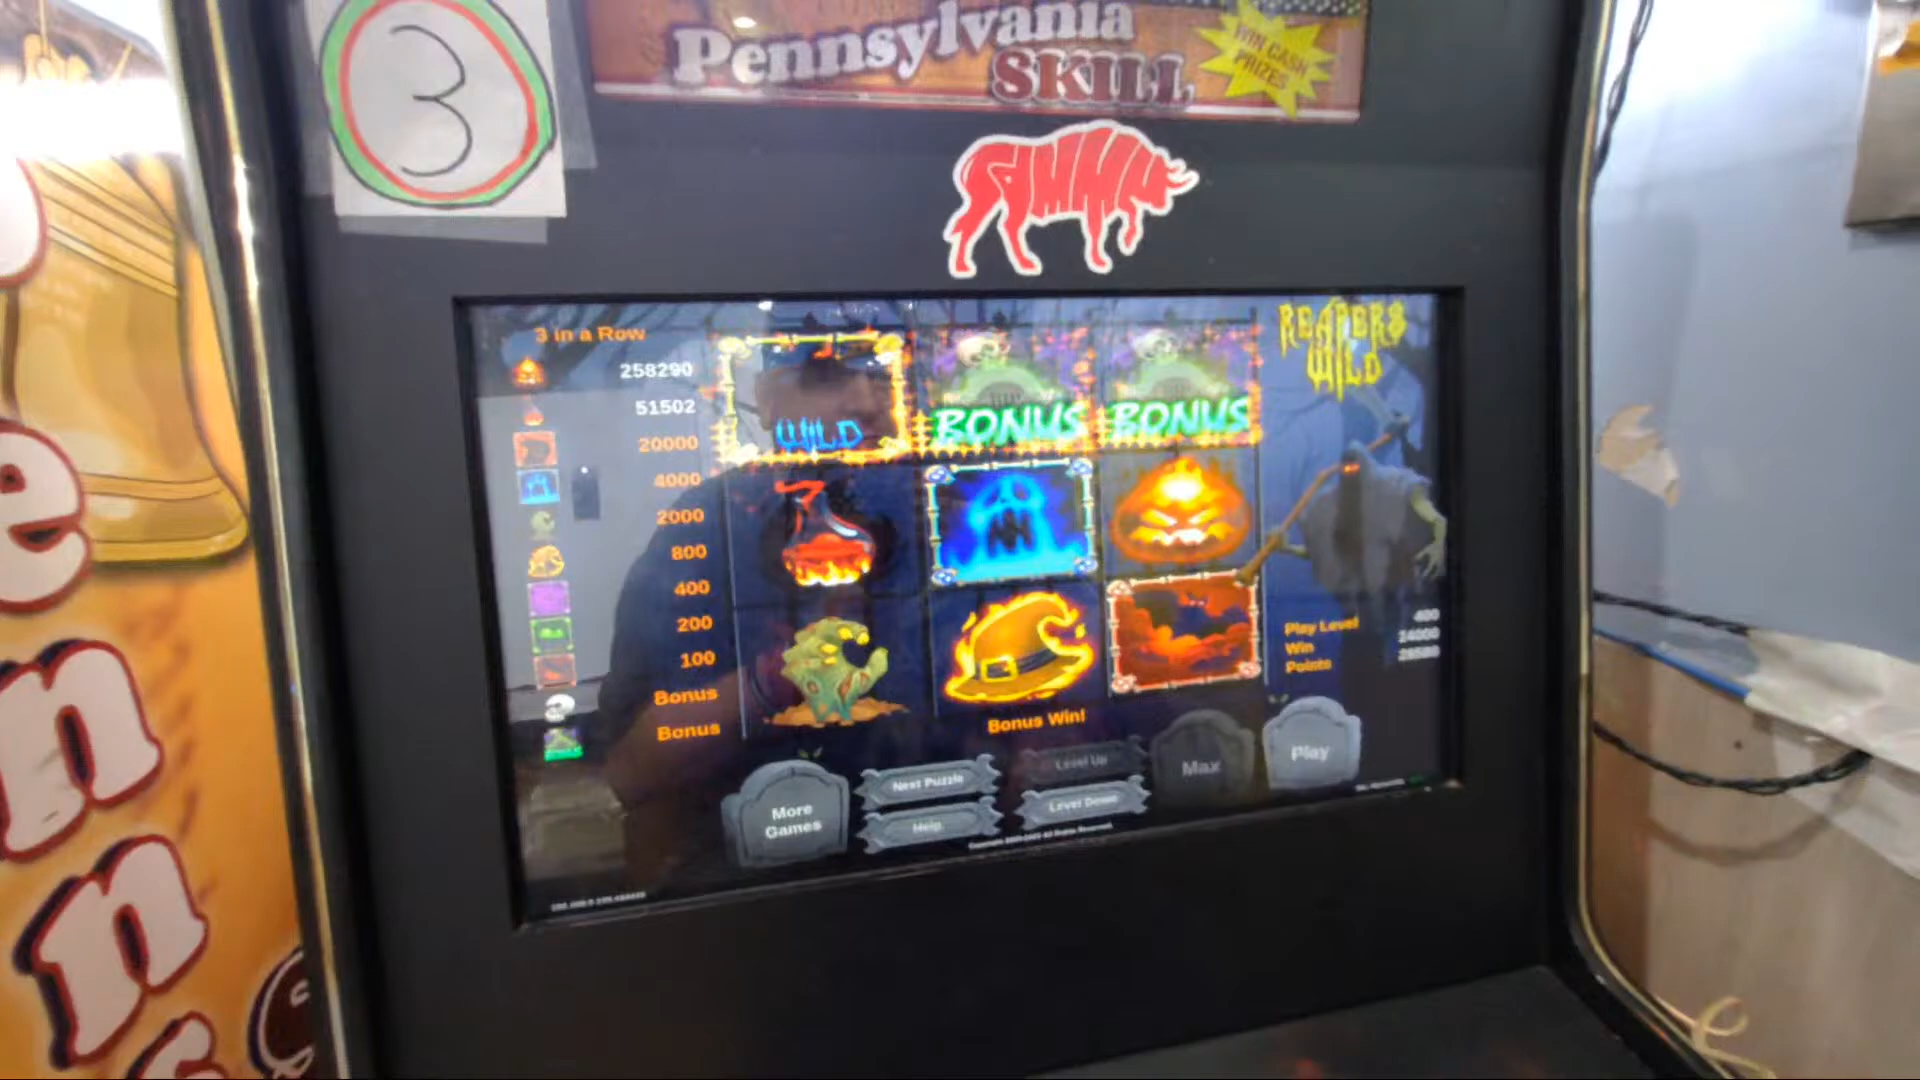 3
Pennsylvania
SKILL
WIN CASH
PRIZES
SAMMY
3 in a Row
258290
51502
20000
4000
2000
800
400
200
100
Bonus
Bonus
WILD
BONUS
BONUS
REAPERS
WILD
Play Level 400
Win 24000
Points
Bonus Win!
More
Games
Next Puzzle
Help
Level Up
Level Down
Max
Play
e
n
n